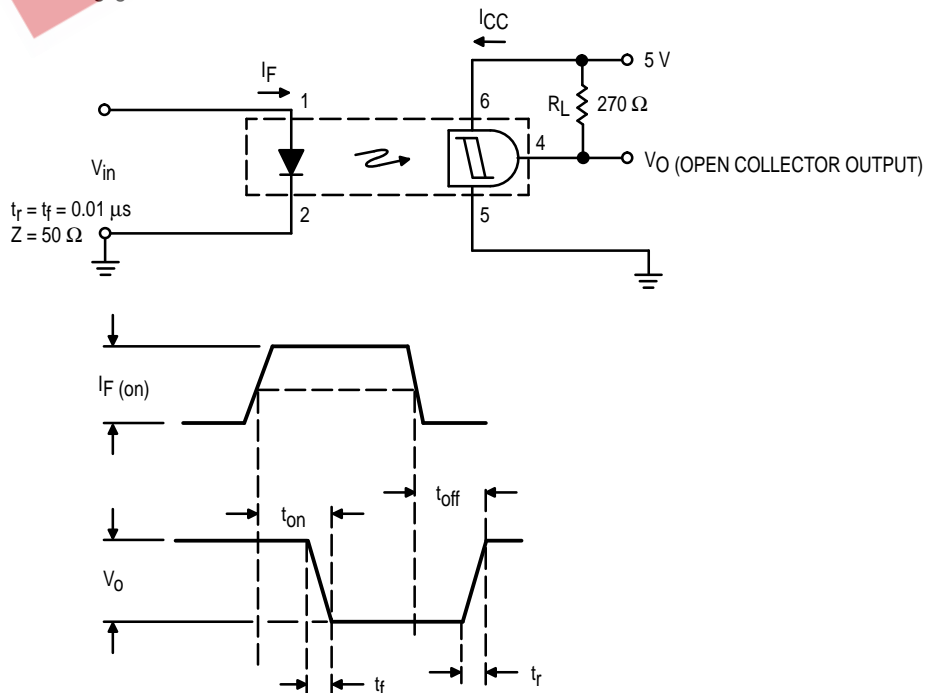 ICC
5 V
IF
1
6
RL
270 Ω
4
VO (OPEN COLLECTOR OUTPUT)
Vin
2
5
tr = tf = 0.01 μs
Z = 50 Ω
IF (on)
ton
toff
VO
tf
tr